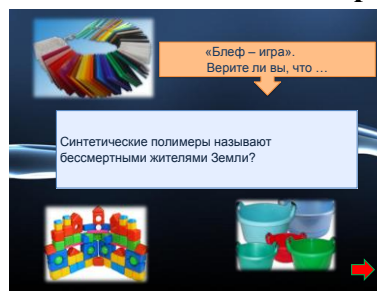 «Блеф – игра».
Верите ли вы, что …
Синтетические полимеры называют
бессмертными жителями Земли?